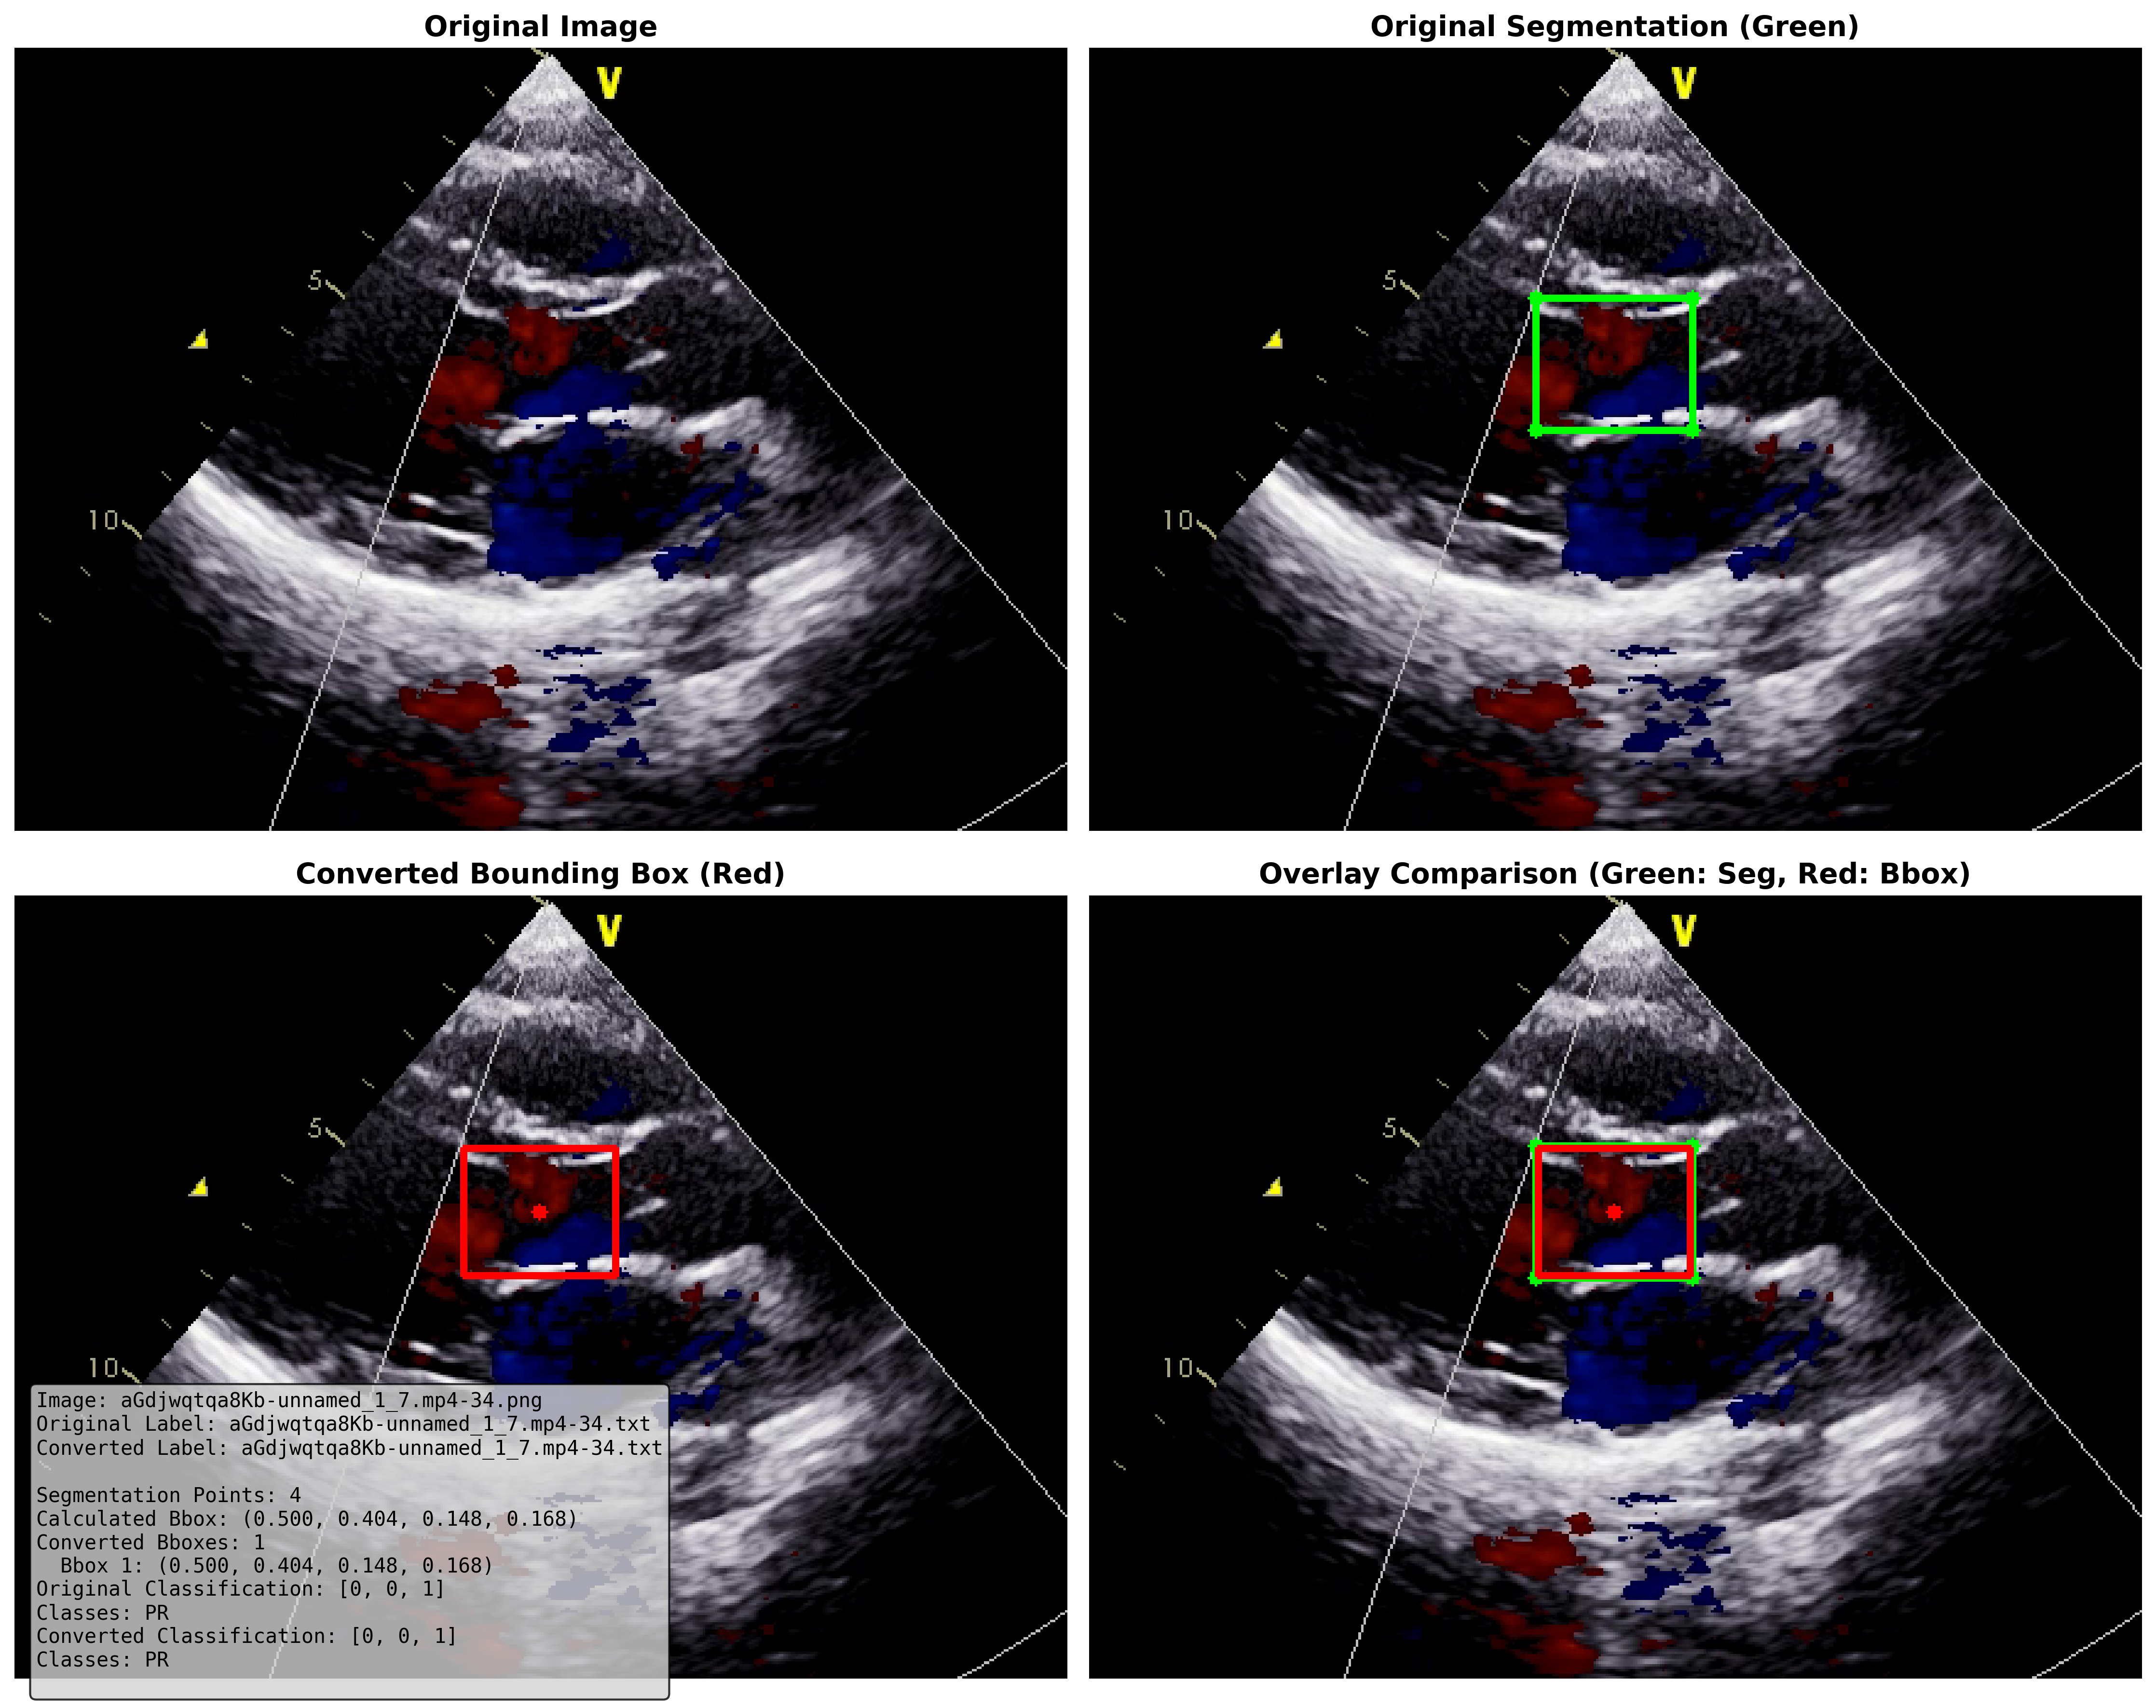 Original Image
Original Segmentation (Green)
V
5
10
V
5
10
Converted Bounding Box (Red)
Overlay Comparison (Green: Seg, Red: Bbox)
V
5
10
Image: aGdjwqtqa8Kb-unnamed_1_7.mp4-34.png
Original Label: aGdjwqtqa8Kb-unnamed_1_7.mp4-34.txt
Converted Label: aGdjwqtqa8Kb-unnamed_1_7.mp4-34.txt
Segmentation Points: 4
Calculated Bbox: (0.500, 0.404, 0.148, 0.168)
Converted Bboxes: 1
Bbox 1: (0.500, 0.404, 0.148, 0.168)
Original Classification: [0, 0, 1]
Classes: PR
Converted Classification: [0, 0, 1]
Classes: PR
V
5
10